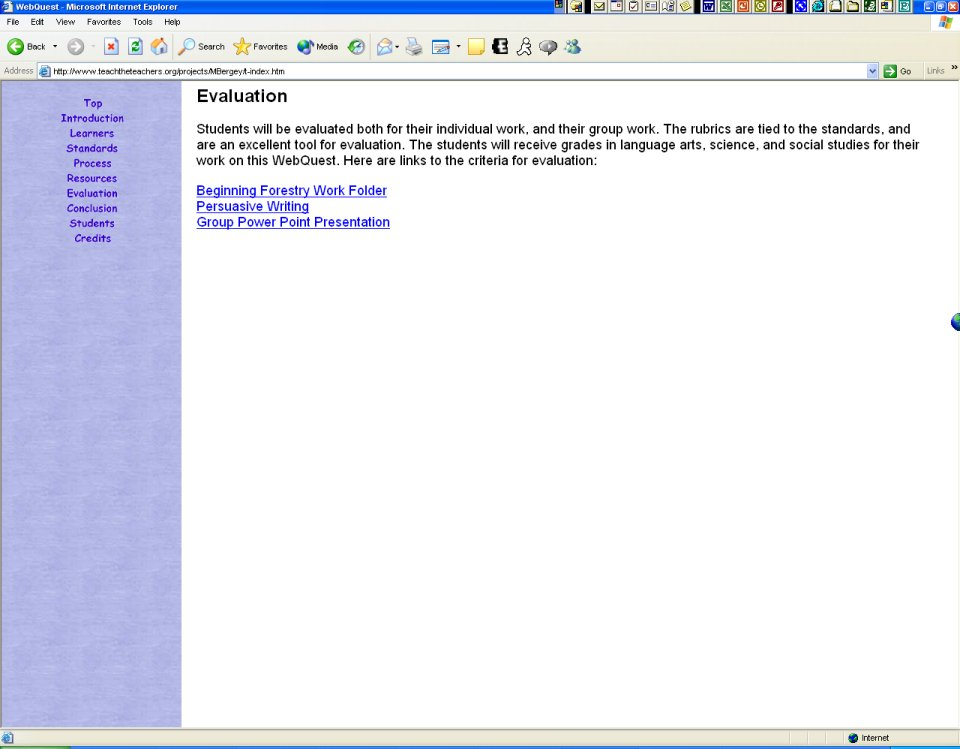 WebQuest - Microsoft Internet Explorer
File Edit View Favorites Tools Help
Back Search Favorites Media
Address http://www.teachtheteachers.org/projects/MBergey/t-index.htm Go Links »
Top
Introduction
Learners
Standards
Process
Resources
Evaluation
Conclusion
Students
Credits
Evaluation
Students will be evaluated both for their individual work, and their group work. The rubrics are tied to the standards, and
are an excellent tool for evaluation. The students will receive grades in language arts, science, and social studies for their
work on this WebQuest. Here are links to the criteria for evaluation:
Beginning Forestry Work Folder
Persuasive Writing
Group Power Point Presentation
Internet